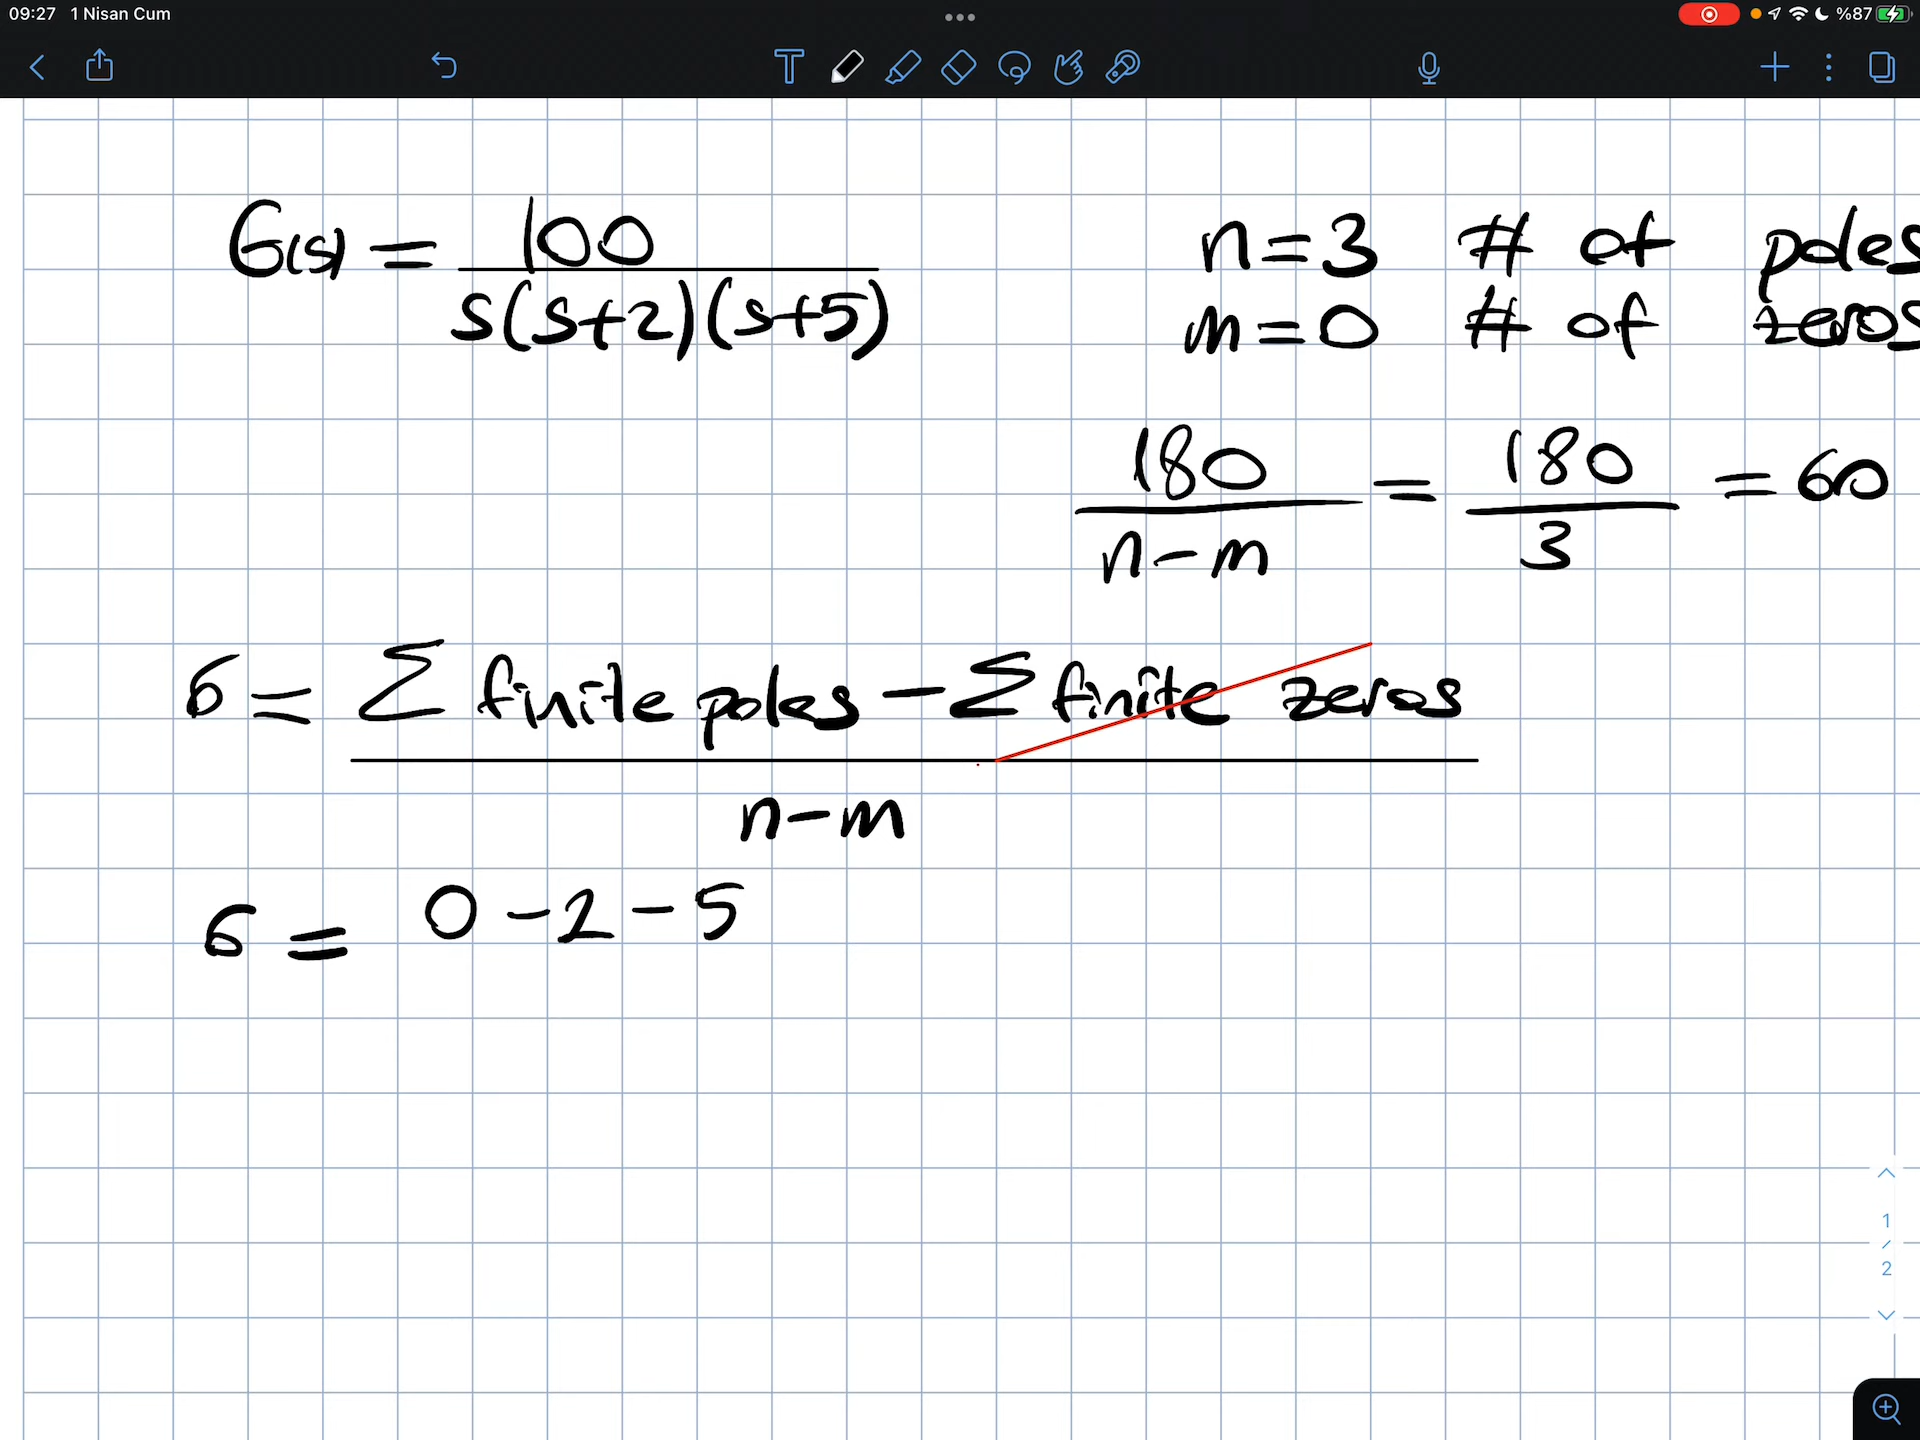 09:27 1 Nisan Cum
%87
T
G(s) = 100 / s(s+2)(s+5)
n=3 # of poles
m=0 # of zeros
180 / n-m = 180 / 3 = 60
σ = Σ finite poles - Σ finite zeros
n-m
σ = 0-2-5
1
/
2